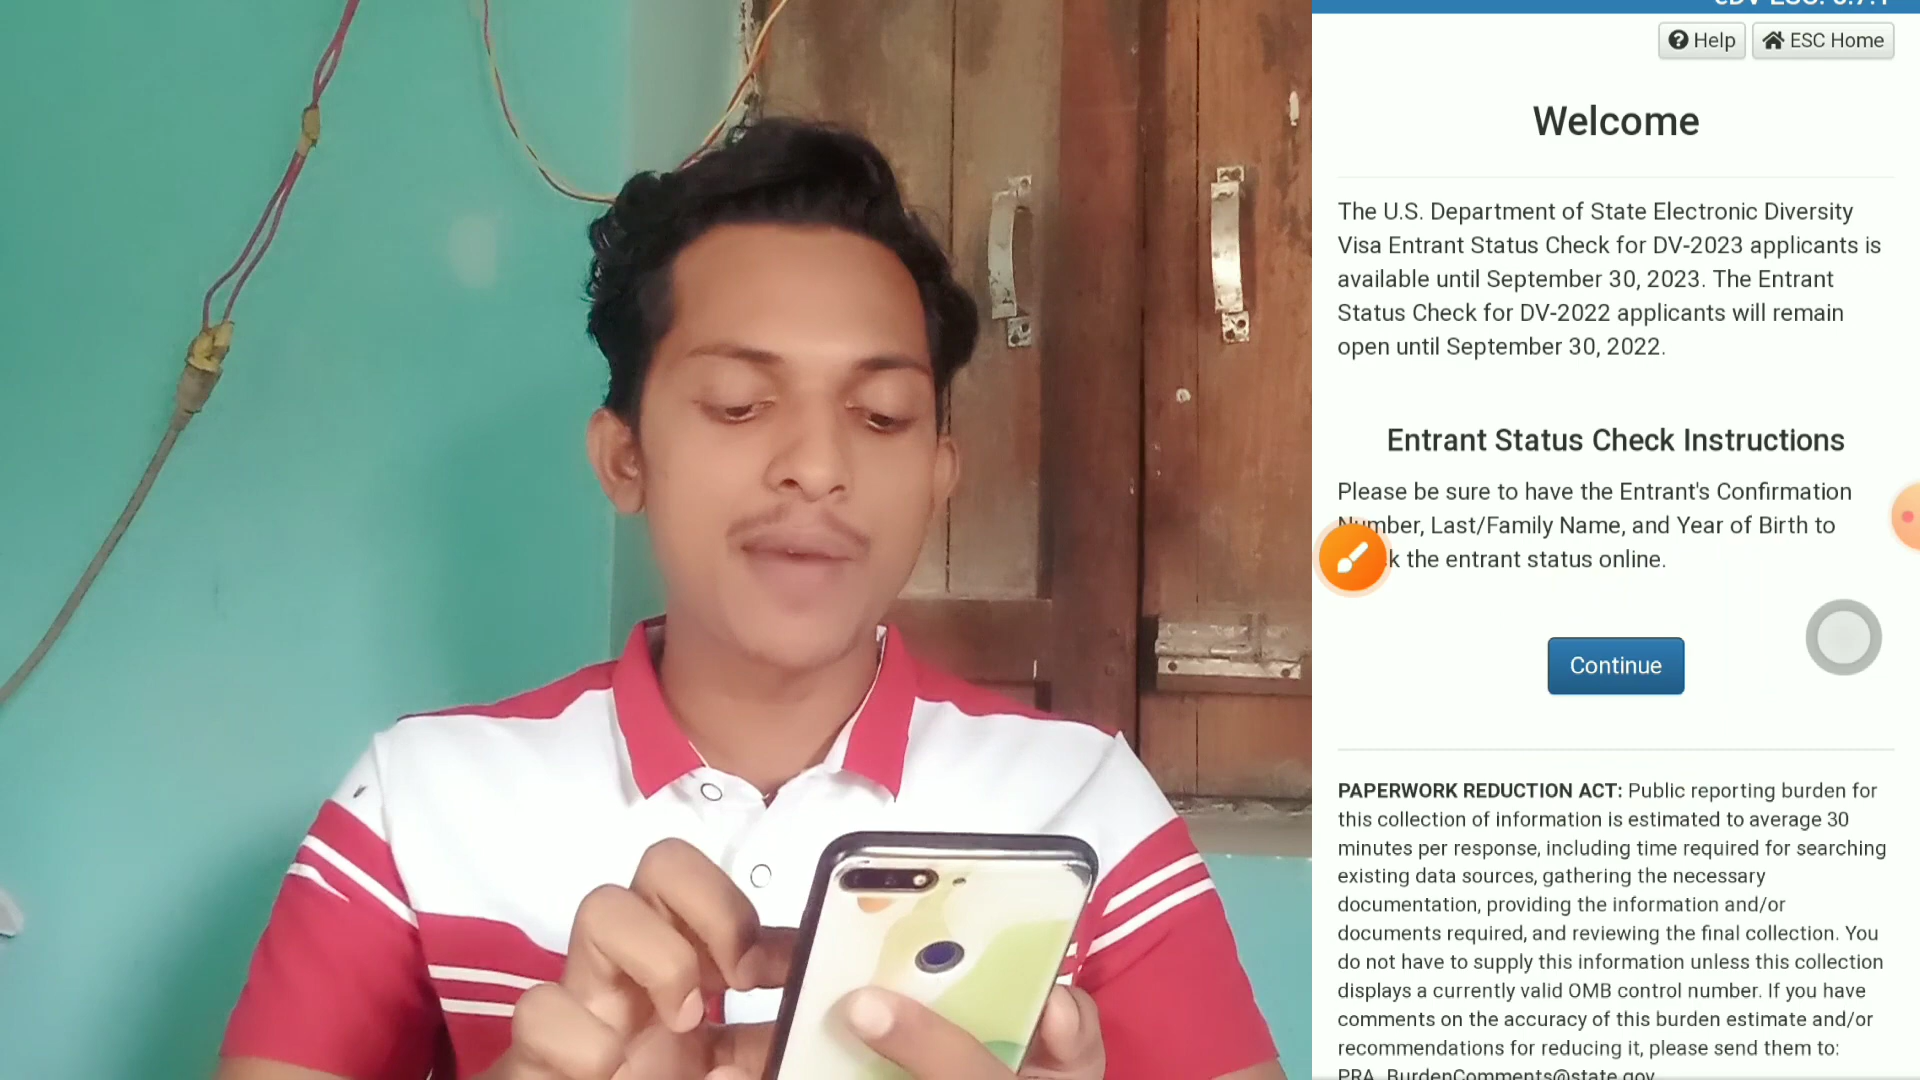 Help
ESC Home
Welcome
The U.S. Department of State Electronic Diversity
Visa Entrant Status Check for DV-2023 applicants is
available until September 30, 2023. The Entrant
Status Check for DV-2022 applicants will remain
open until September 30, 2022.
Entrant Status Check Instructions
Please be sure to have the Entrant's Confirmation
Number, Last/Family Name, and Year of Birth to
the entrant status online.
Continue
PAPERWORK REDUCTION ACT: Public reporting burden for
this collection of information is estimated to average 30
minutes per response, including time required for searching
existing data sources, gathering the necessary
documentation, providing the information and/or
documents required, and reviewing the final collection. You
do not have to supply this information unless this collection
displays a currently valid OMB control number. If you have
comments on the accuracy of this burden estimate and/or
recommendations for reducing it, please send them to:
PRA_BurdenComments@state.gov